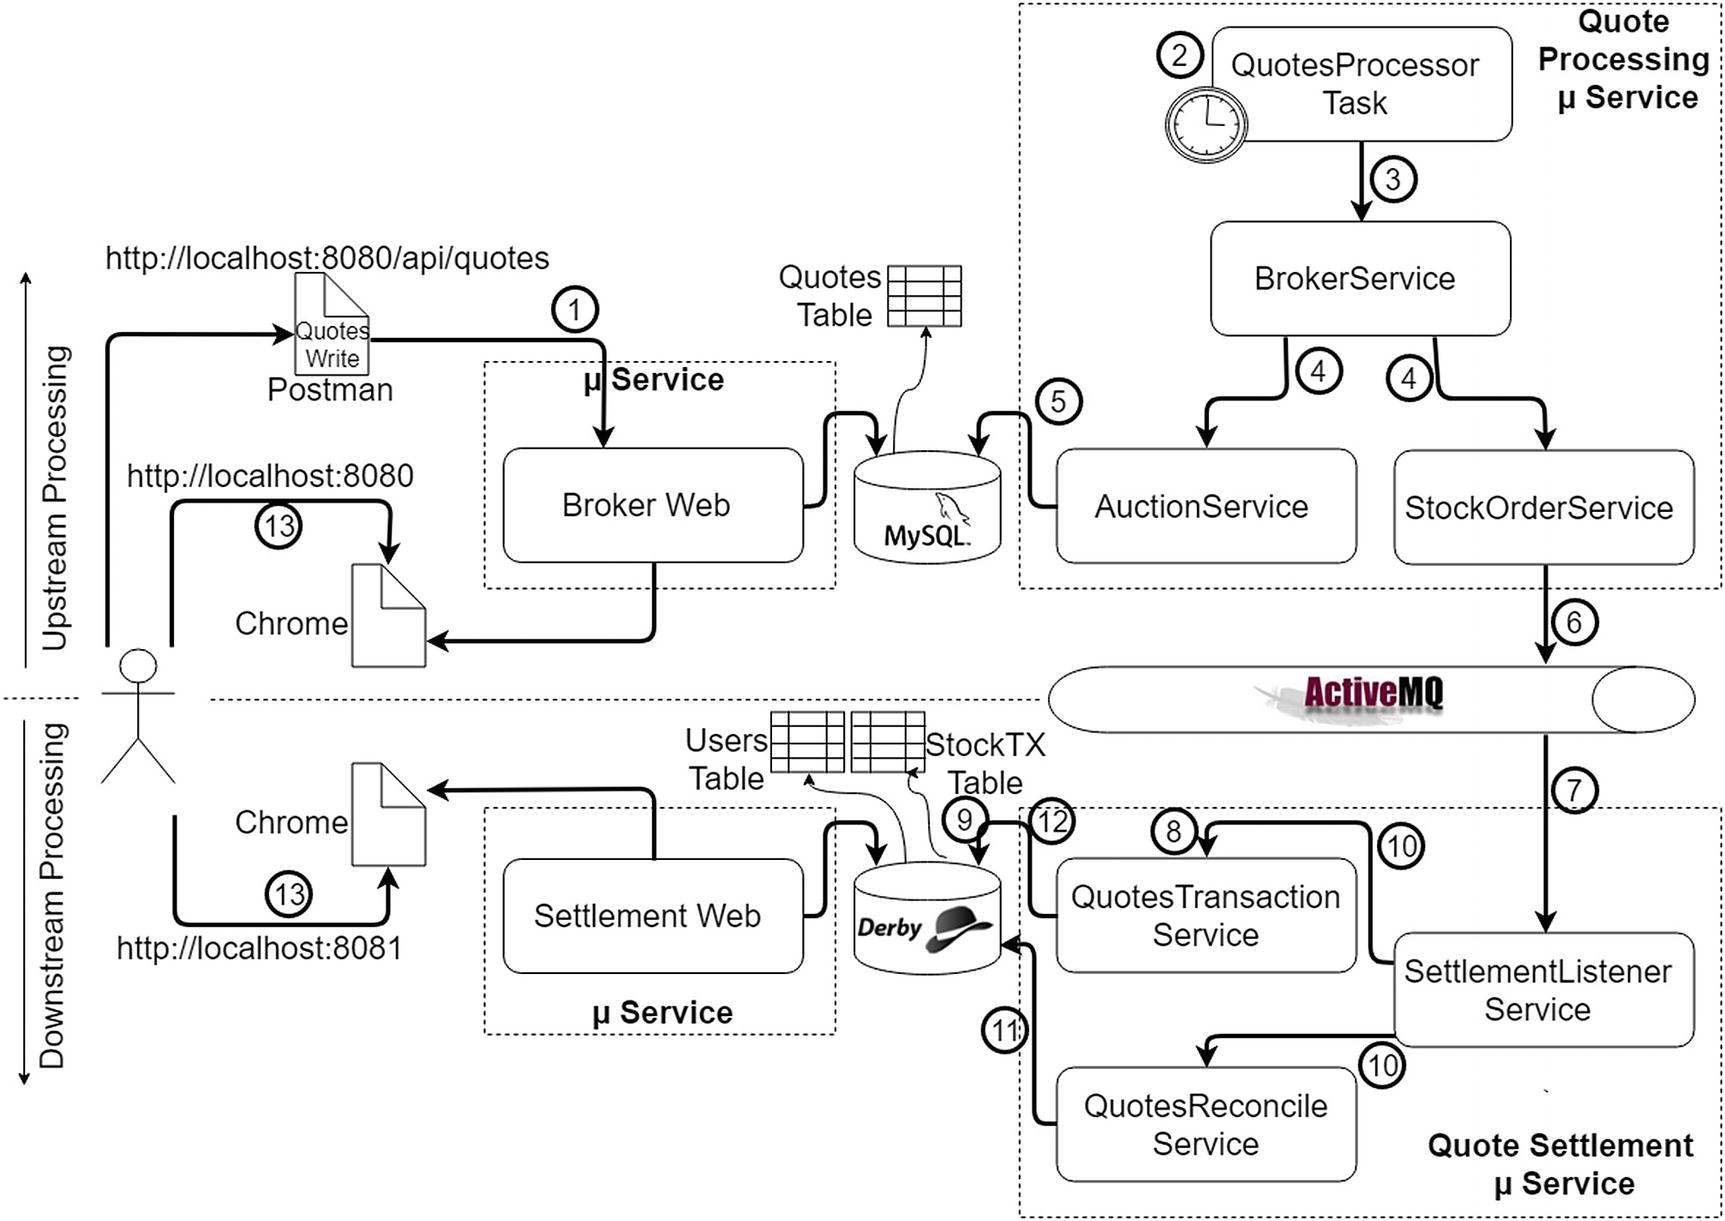 Quote
Processing
µ Service
2
QuotesProcessor
Task
3
BrokerService
http://localhost:8080/api/quotes
Quotes
Write
Postman
1
Quotes
Table
µ Service
4
4
5
Upstream Processing
http://localhost:8080
13
Broker Web
MySQL
AuctionService
StockOrderService
Chrome
6
ActiveMQ
Downstream Processing
Users
Table
StockTX
Table
7
Chrome
9
12
8
10
13
http://localhost:8081
Settlement Web
Derby
QuotesTransaction
Service
SettlementListener
Service
µ Service
11
10
QuotesReconcile
Service
Quote Settlement
µ Service